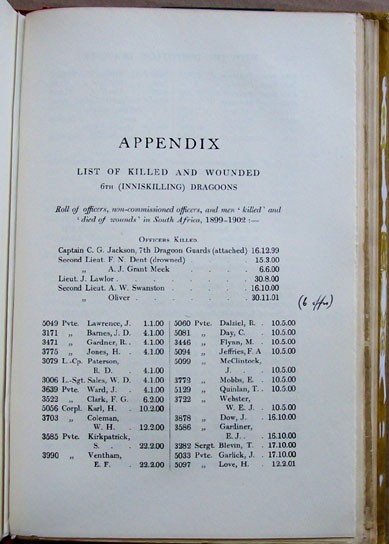 APPENDIX
LIST OF KILLED AND WOUNDED
6TH (INNISKILLING) DRAGOONS
Roll of officers, non-commissioned officers, and men 'killed' and
'died of wounds' in South Africa, 1899-1902 :—
OFFICERS KILLED.
Captain C. G. Jackson, 7th Dragoon Guards (attached) 16.12.99
Second Lieut. F. N. Dent (drowned) . . . 15.3.00
„ A. J. Grant Meek . . . . 6.6.00
Lieut. J. Lawlor . . . . . . 30.8.00
Second Lieut. A. W. Swanston . . . . 16.10.00
„ Oliver . . . . . 30.11.01
5049 Pvte. Lawrence, J. 1.1.00
3171 „ Barnes, J. D. 4.1.00
3471 „ Gardner, R. . 4.1.00
3775 „ Jones, H. . 4.1.00
3079 L.-Cp. Paterson,
R. D. . 4.1.00
3006 L.-Sgt. Sales, W. D. 4.1.00
3639 Pvte. Ward, J. . 4.1.00
3522 „ Clark, F. G. 6.2.00
5056 Corpl. Karl, H. . 10.2.00
3703 „ Coleman,
W. H. . 12.2.00
3585 Pvte. Kirkpatrick,
S. . . 22.2.00
3990 „ Ventham,
E. F. . 22.2.00
5060 Pvte. Dalziel, R. . 10.5.00
5081 „ Day, C. . 10.5.00
3446 „ Flynn, M. . 10.5.00
5094 „ Jeffries, F. A 10.5.00
5099 „ McClintock,
J. . . 10.5.00
3772 „ Mobbs, E. . 10.5.00
5129 „ Quinlan, T. . 10.5.00
3722 „ Webster,
W. E. J. . 10.5.00
3878 „ Dow, J. . 16.10.00
3586 „ Gardiner,
E. J. . . 16.10.00
3282 Sergt. Blevin, T. . 17.10.00
5033 Pvte. Garlick, J. . 17.10.00
5097 „ Love, H. . 12.2.01